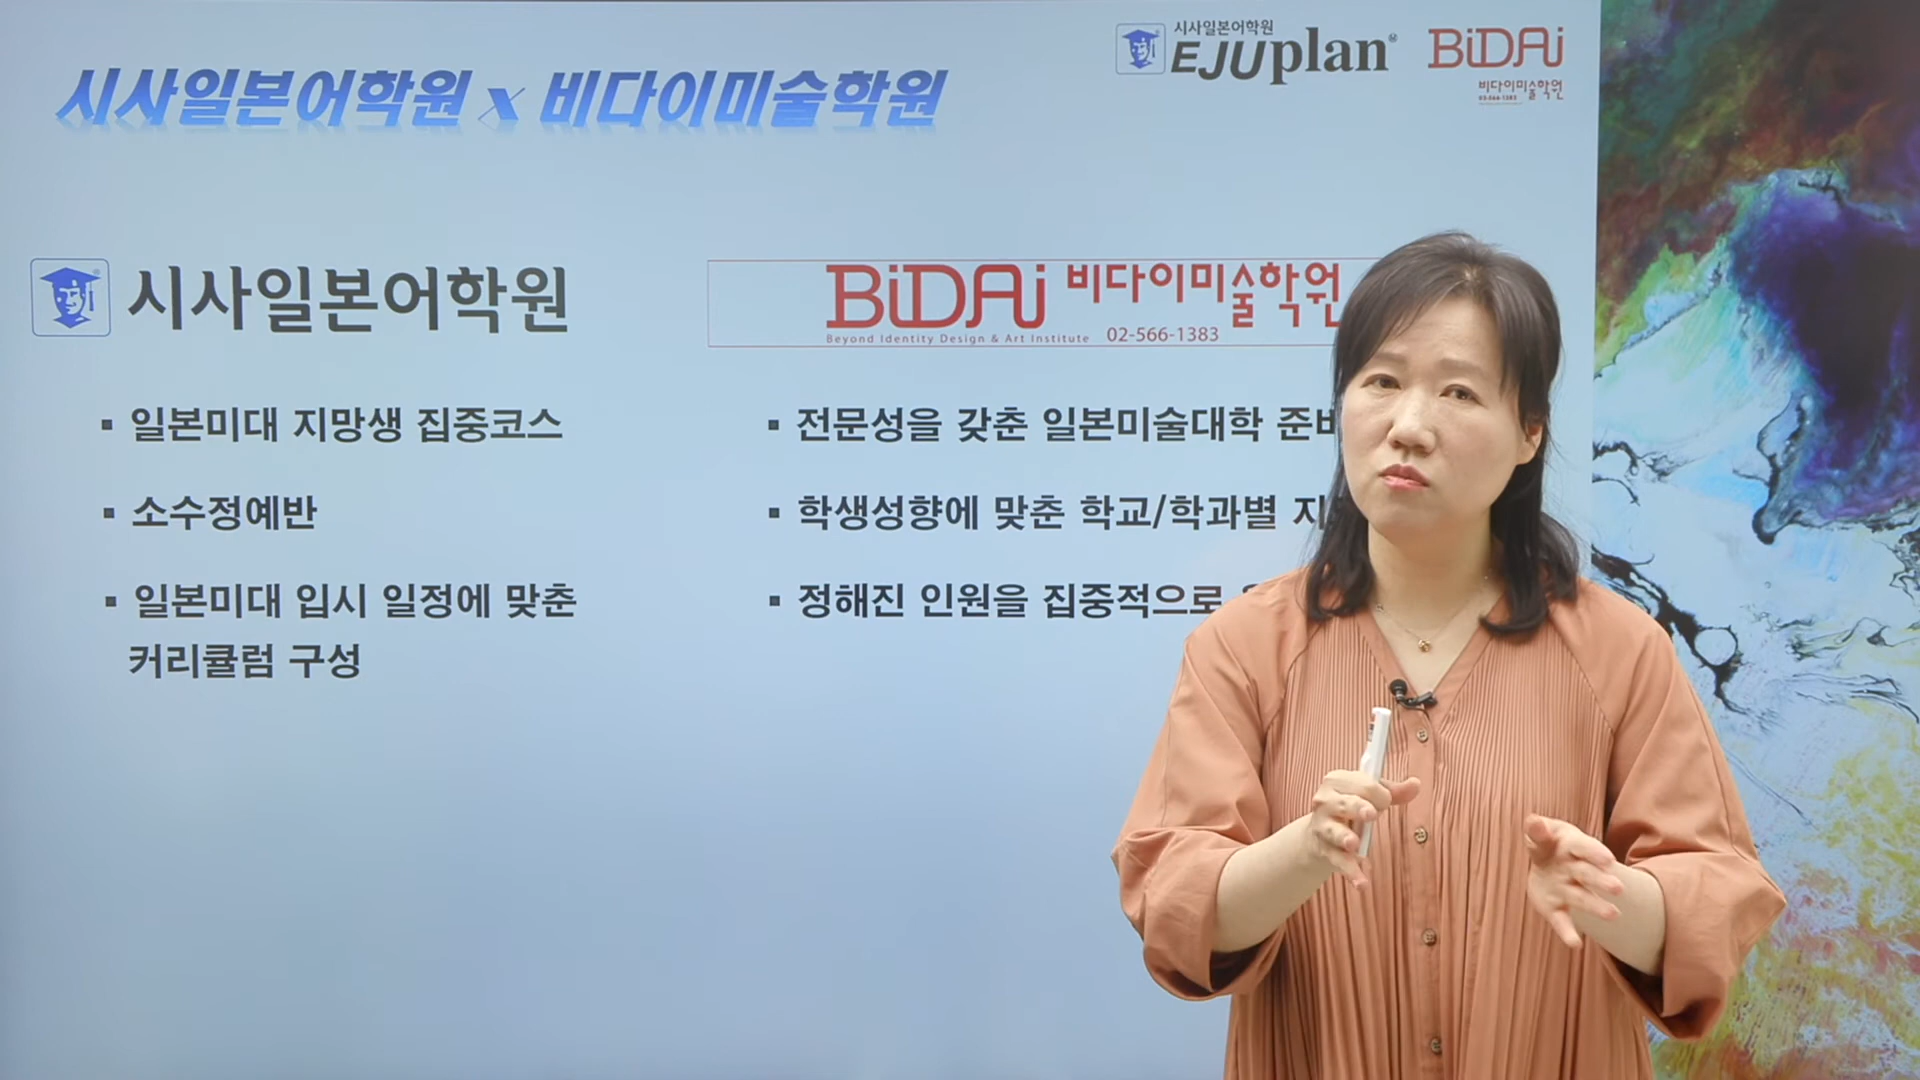 시사일본어학원 x 비다이미술학원
시사일본어학원
EJUplan
BiDAi
비다이미술학원
02-566-1383
시사일본어학원
▪ 일본미대 지망생 집중코스
▪ 소수정예반
▪ 일본미대 입시 일정에 맞춘
커리큘럼 구성
BiDAi 비다이미술학원
Beyond Identity Design & Art Institute 02-566-1383
▪ 전문성을 갖춘 일본미술대학
▪ 학생성향에 맞춘 학교/학과별
▪ 정해진 인원을 집중적으로